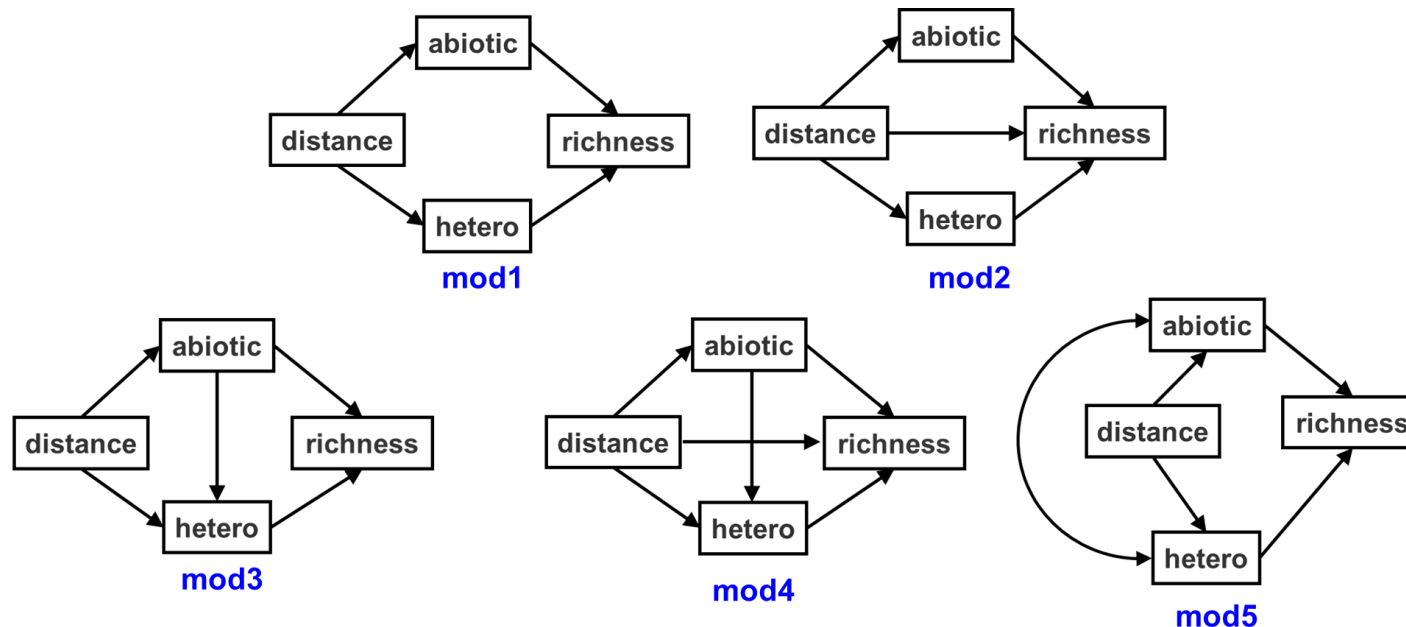 abiotic
distance
richness
hetero
mod1
abiotic
distance
richness
hetero
mod2
abiotic
distance
richness
hetero
mod3
abiotic
distance
richness
hetero
mod4
abiotic
distance
richness
hetero
mod5